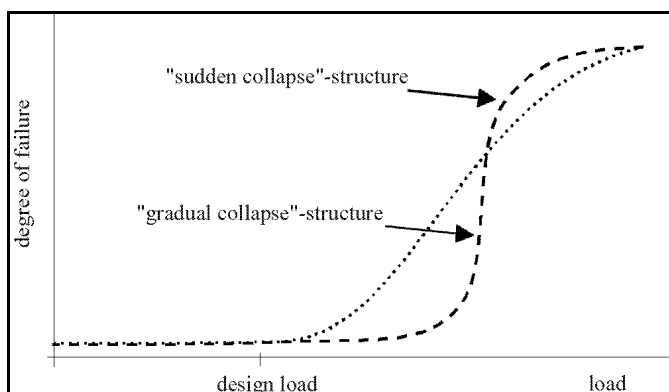 "sudden collapse"-structure
degree of failure
"gradual collapse"-structure
design load
load